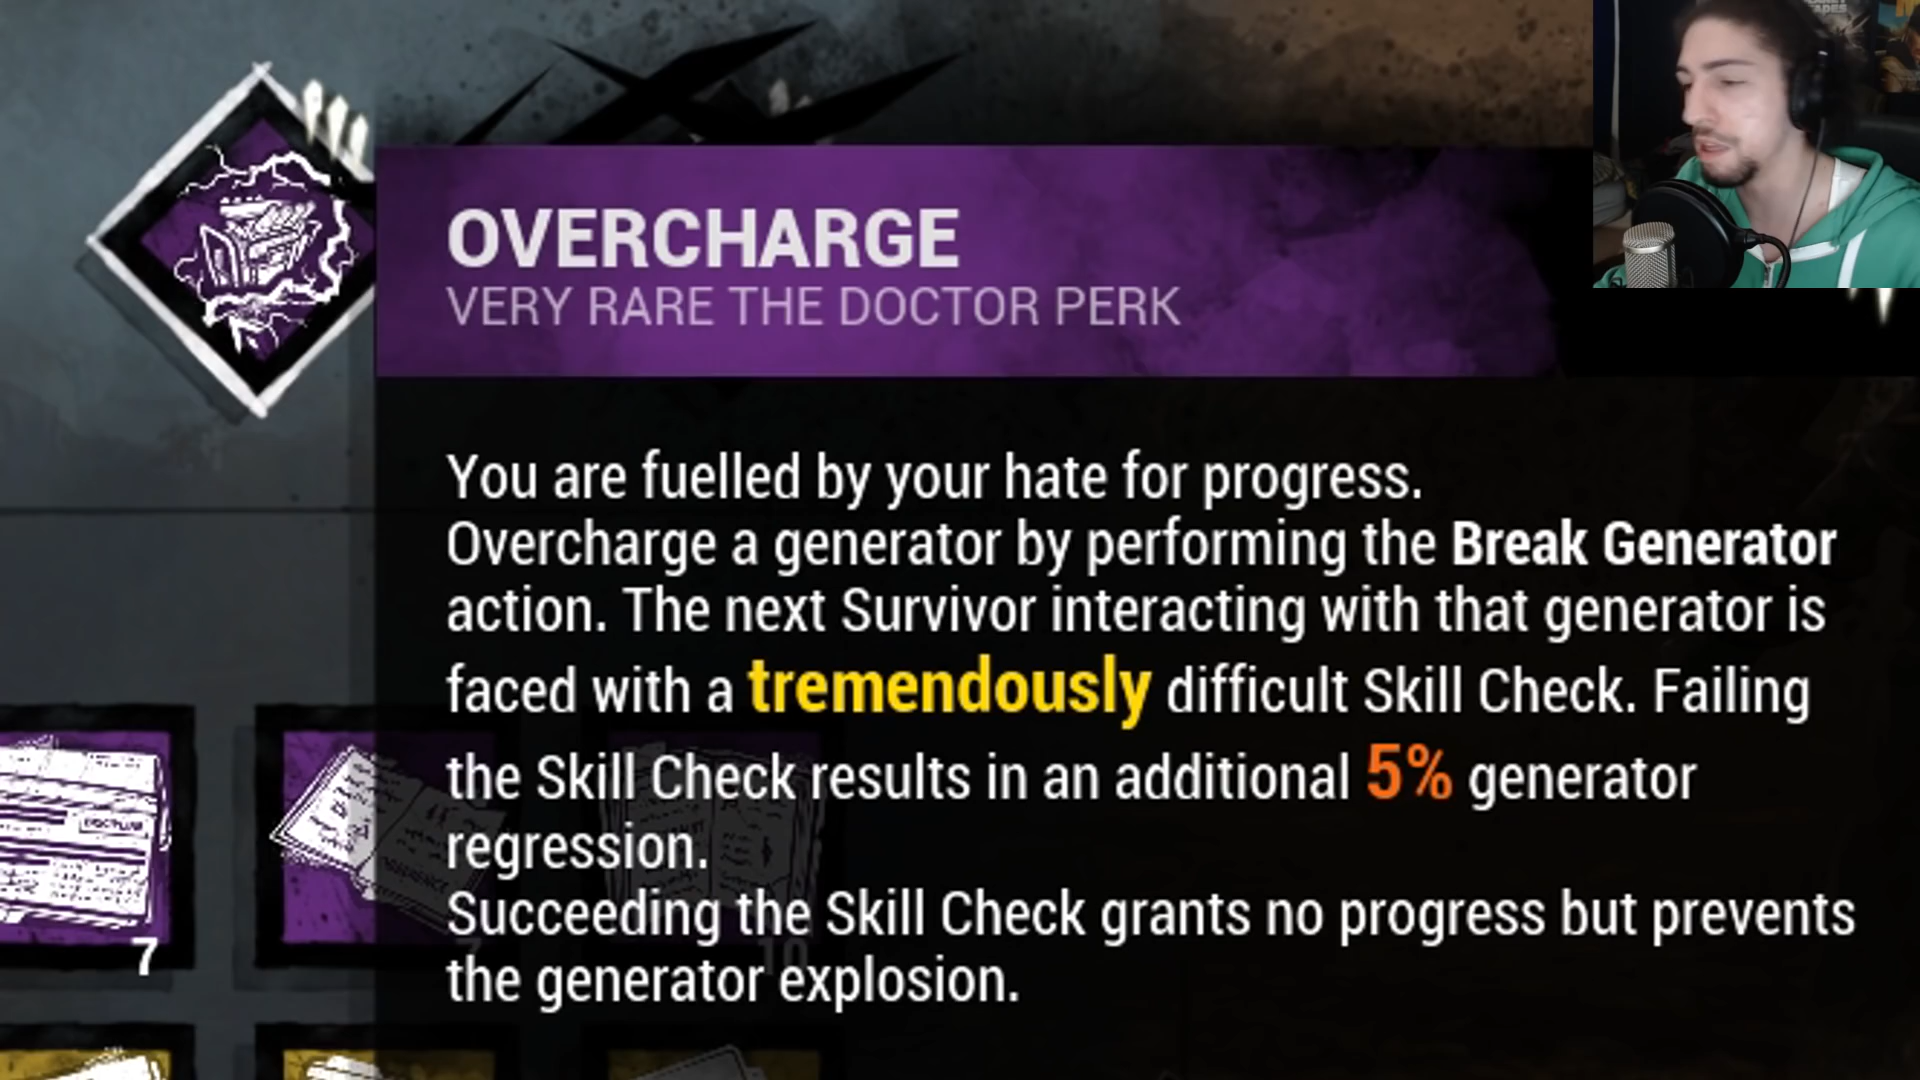 OVERCHARGE
VERY RARE THE DOCTOR PERK
You are fuelled by your hate for progress.
Overcharge a generator by performing the Break Generator
action. The next Survivor interacting with that generator is
faced with a tremendously difficult Skill Check. Failing
the Skill Check results in an additional 5% generator
regression.
Succeeding the Skill Check grants no progress but prevents
the generator explosion.
7
7
10